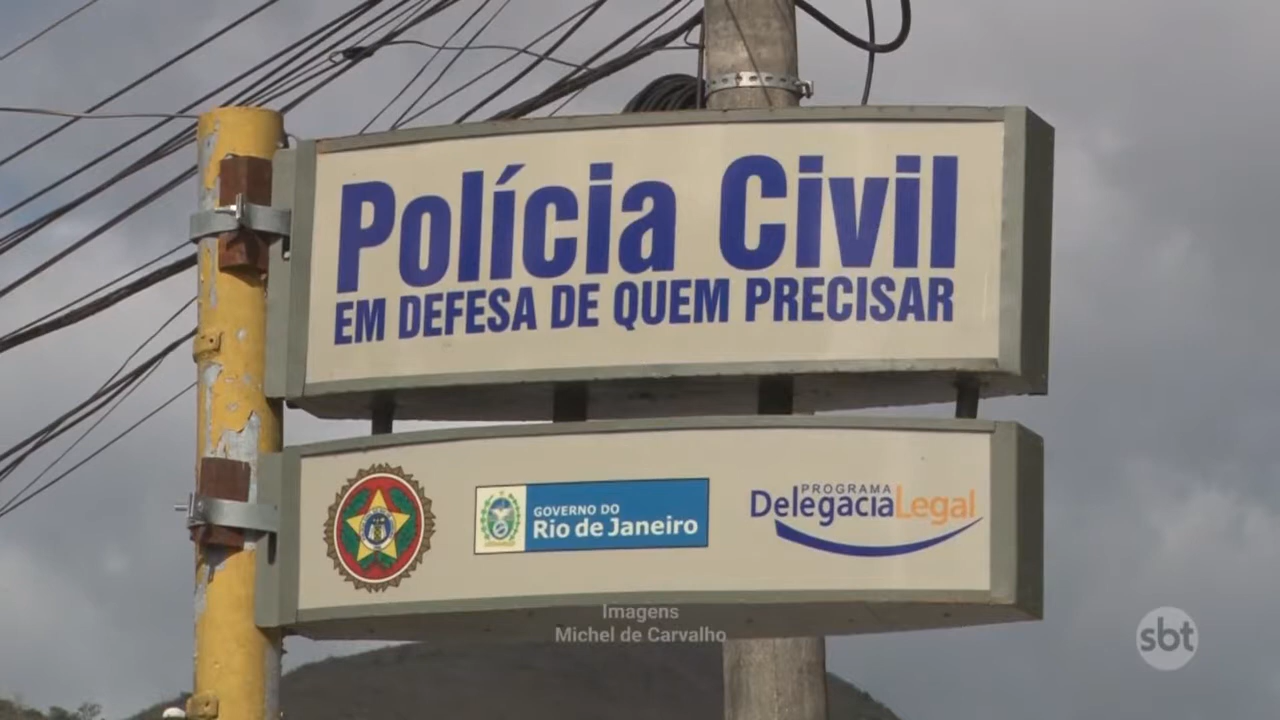 Polícia Civil
EM DEFESA DE QUEM PRECISAR
GOVERNO DO
Rio de Janeiro
PROGRAMA
DelegaciaLegal
Imagens
Michel de Carvalho
sbt